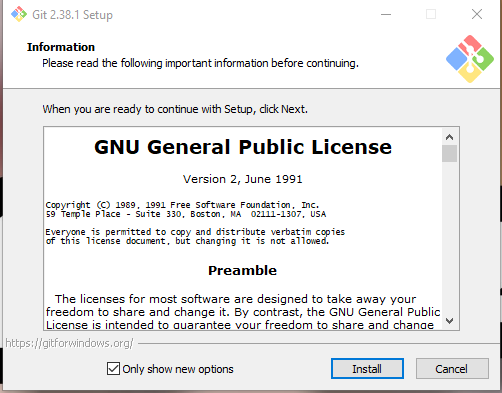 Git 2.38.1 Setup
Information
Please read the following important information before continuing.
When you are ready to continue with Setup, click Next.
GNU General Public License
Version 2, June 1991
Copyright (C) 1989, 1991 Free Software Foundation, Inc.
59 Temple Place - Suite 330, Boston, MA  02111-1307, USA
Everyone is permitted to copy and distribute verbatim copies
of this license document, but changing it is not allowed.
Preamble
The licenses for most software are designed to take away your
freedom to share and change it. By contrast, the GNU General Public
License is intended to guarantee your freedom to share and change
https://gitforwindows.org/
Only show new options
Install
Cancel